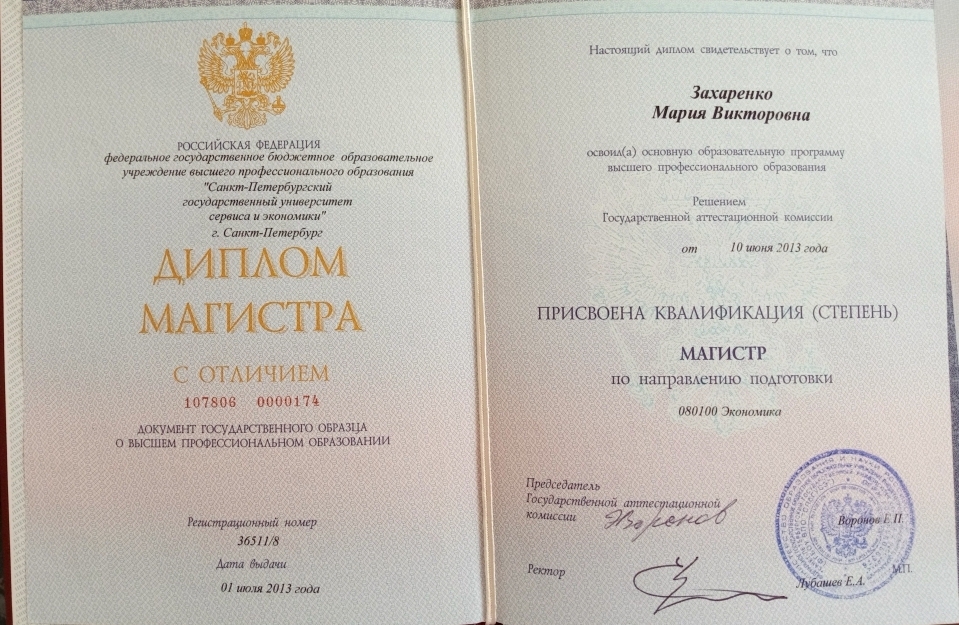 РОССИЙСКАЯ ФЕДЕРАЦИЯ
федеральное государственное бюджетное образовательное
учреждение высшего профессионального образования
"Санкт-Петербургский
государственный университет
сервиса и экономики"
г. Санкт-Петербург
ДИПЛОМ
МАГИСТРА
С ОТЛИЧИЕМ
107806 0000174
ДОКУМЕНТ ГОСУДАРСТВЕННОГО ОБРАЗЦА
О ВЫСШЕМ ПРОФЕССИОНАЛЬНОМ ОБРАЗОВАНИИ
Регистрационный номер
36511/8
Дата выдачи
01 июля 2013 года
Настоящий диплом свидетельствует о том, что
Захаренко
Мария Викторовна
освоил(а) основную образовательную программу
высшего профессионального образования
Решением
Государственной аттестационной комиссии
от 10 июня 2013 года
ПРИСВОЕНА КВАЛИФИКАЦИЯ (СТЕПЕНЬ)
МАГИСТР
по направлению подготовки
080100 Экономика
Председатель
Государственной аттестационной
комиссии
Воронов Е.П.
Ректор
Лубашев Е.А.
М.П.